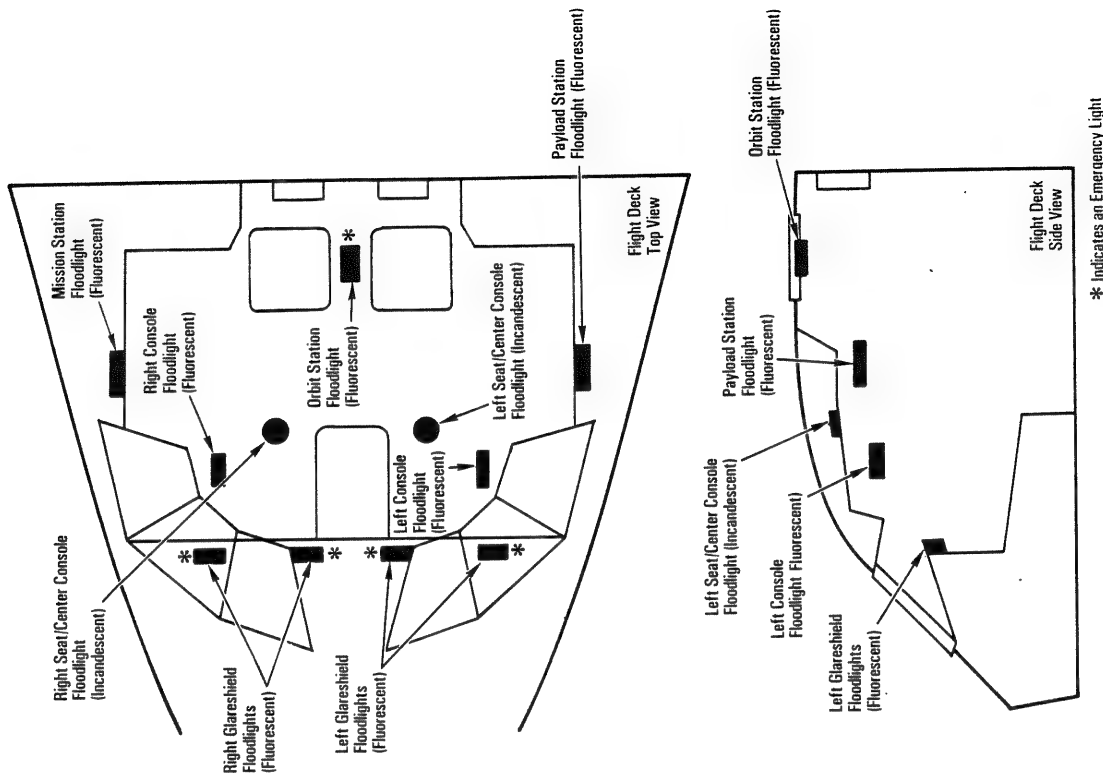 Left Glareshield
Floodlights
(Fluorescent)
Left Console
Floodlight Fluorescent)
Left Seat/Center Console
Floodlight (Incandescent)
Payload Station
Floodlight
(Fluorescent)
Orbit Station
Floodlight (Fluorescent)
Flight Deck
Side View
Right Seat/Center Console
Floodlight
(Incandescent)
Mission Station
Floodlight
(Fluorescent)
Right Console
Floodlight
(Fluorescent)
Right Glareshield
Floodlights
(Fluorescent)
*
*
Orbit Station
Floodlight
(Fluorescent)
*
Left Glareshield
Floodlights
(Fluorescent)
*
*
Left Console
Floodlight
(Fluorescent)
Left Seat/Center Console
Floodlight (Incandescent)
Payload Station
Floodlight (Fluorescent)
Flight Deck
Top View
* Indicates an Emergency Light